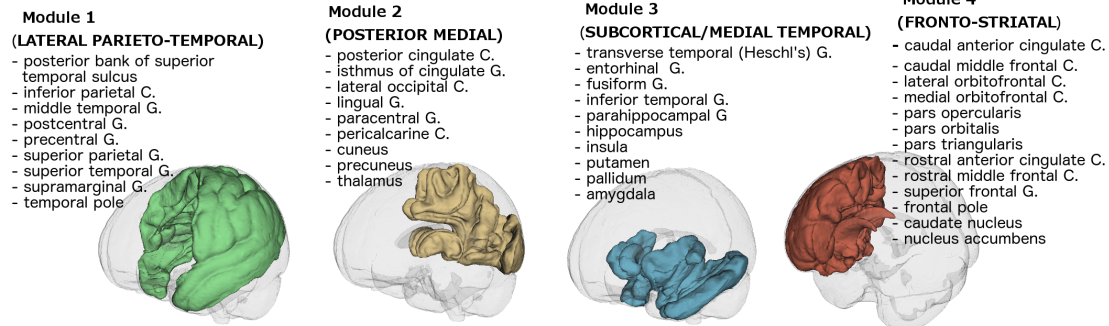 Module 1
(LATERAL PARIETO-TEMPORAL)
- posterior bank of superior
temporal sulcus
- inferior parietal C.
- middle temporal G.
- postcentral G.
- precentral G.
- superior parietal G.
- superior temporal G.
- supramarginal G.
- temporal pole
Module 2
(POSTERIOR MEDIAL)
- posterior cingulate C.
- isthmus of cingulate G.
- lateral occipital C.
- lingual G.
- paracentral G.
- pericalcarine C.
- cuneus
- precuneus
- thalamus
Module 3
(SUBCORTICAL/MEDIAL TEMPORAL)
- transverse temporal (Heschl's) G.
- entorhinal G.
- fusiform G.
- inferior temporal G.
- parahippocampal G
- hippocampus
- insula
- putamen
- pallidum
- amygdala
Module 4
(FRONTO-STRIATAL)
- caudal anterior cingulate C.
- caudal middle frontal C.
- lateral orbitofrontal C.
- medial orbitofrontal C.
- pars opercularis
- pars orbitalis
- pars triangularis
- rostral anterior cingulate C.
- rostral middle frontal C.
- superior frontal G.
- frontal pole
- caudate nucleus
- nucleus accumbens